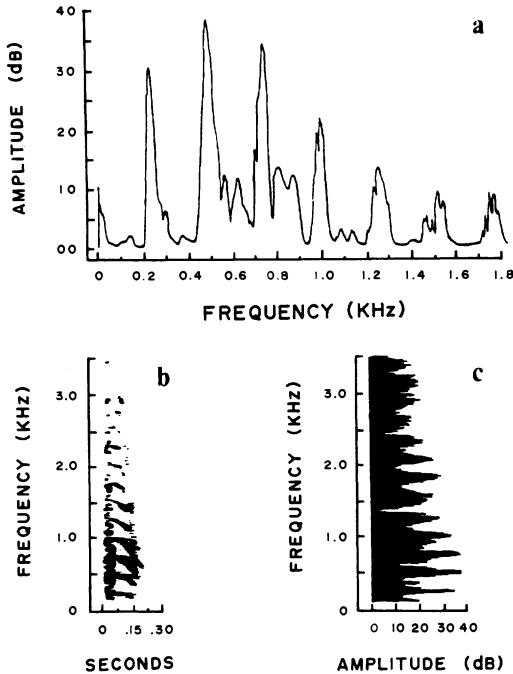 a
40
30
20
10
00
AMPLITUDE (dB)
0 0.2 0.4 0.6 0.8 1.0 1.2 1.4 1.6 1.8
FREQUENCY (KHz)
b
3.0
2.0
1.0
0
FREQUENCY (KHz)
0 .15 .30
SECONDS
c
3.0
2.0
1.0
0
FREQUENCY (KHz)
0 10 20 30 40
AMPLITUDE (dB)